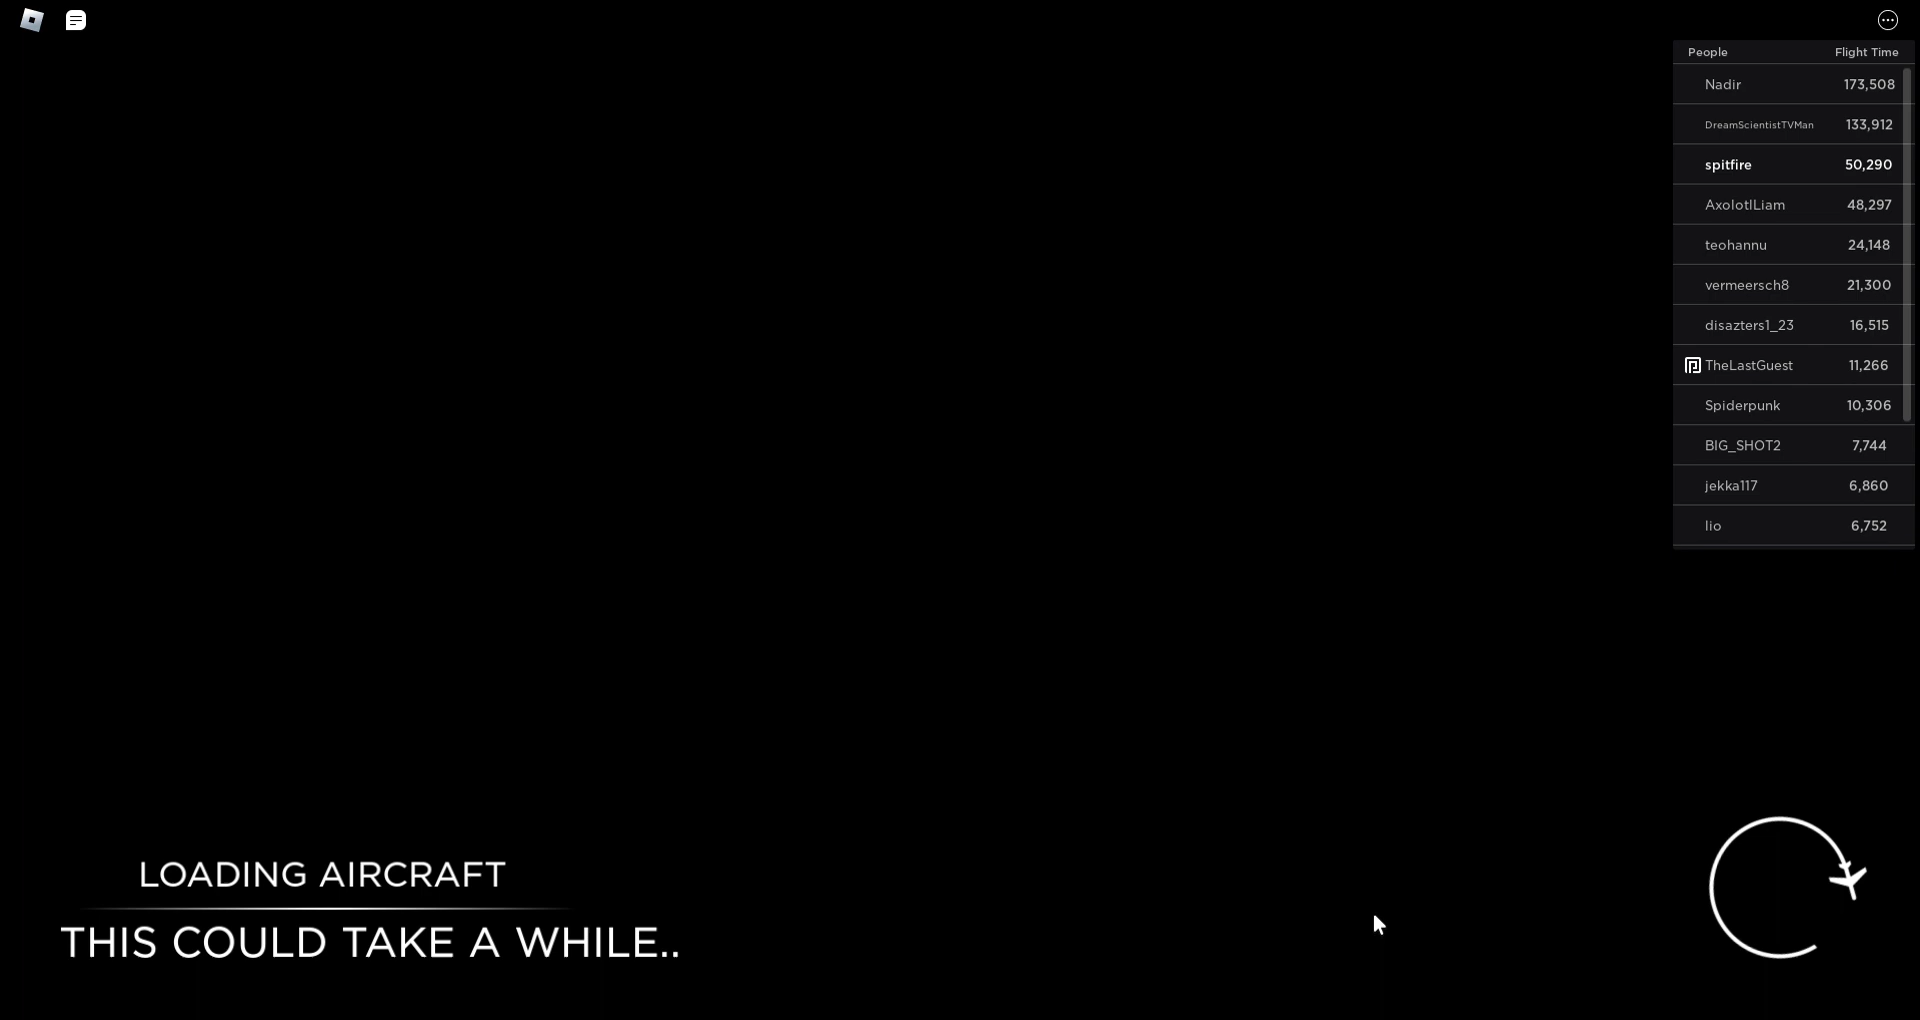 People Flight Time
Nadir 173,508
DreamScientistTVMan 133,912
spitfire 50,290
AxolotlLiam 48,297
teohannu 24,148
vermeersch8 21,300
disazters1_23 16,515
TheLastGuest 11,266
Spiderpunk 10,306
BIG_SHOT2 7,744
jekka117 6,860
lio 6,752
LOADING AIRCRAFT
THIS COULD TAKE A WHILE..